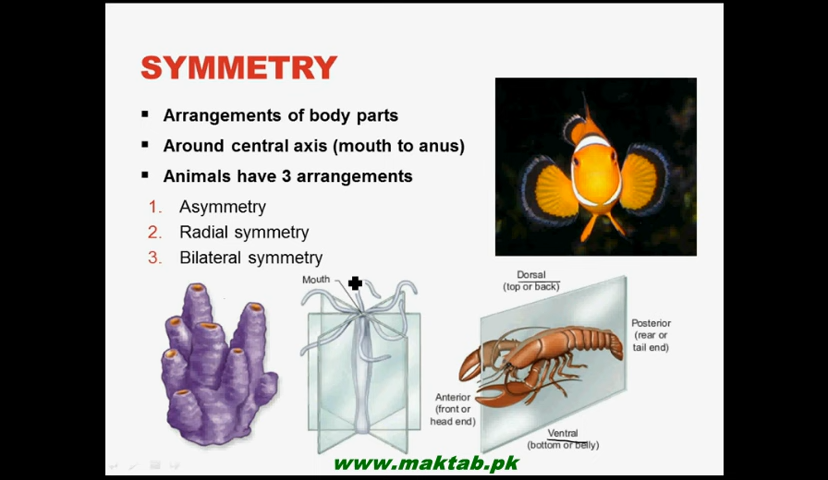 SYMMETRY
▪ Arrangements of body parts
▪ Around central axis (mouth to anus)
▪ Animals have 3 arrangements
1. Asymmetry
2. Radial symmetry
3. Bilateral symmetry
Mouth
Dorsal
(top or back)
Posterior
(rear or
tail end)
Anterior
(front or
head end)
Ventral
(bottom or belly)
www.maktab.pk